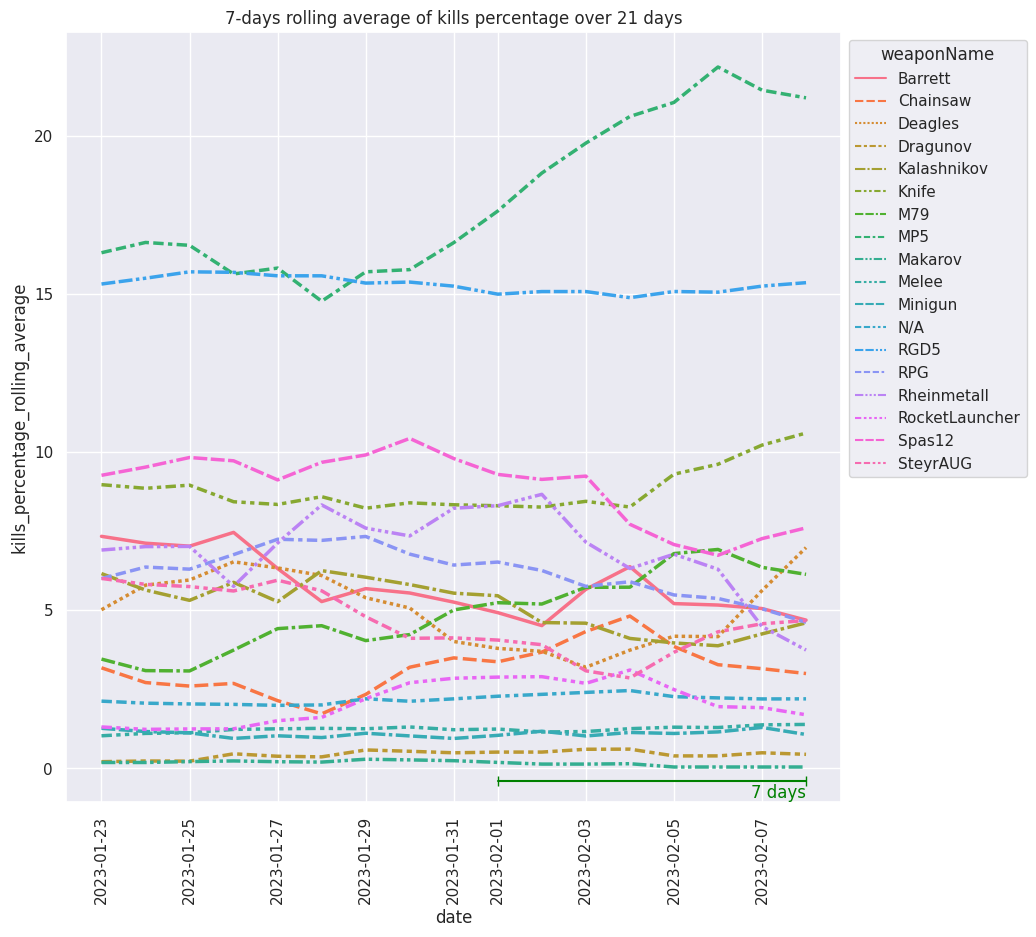 7-days rolling average of kills percentage over 21 days
weaponName
Barrett
Chainsaw
Deagles
Dragunov
Kalashnikov
Knife
M79
MP5
Makarov
Melee
Minigun
N/A
RGD5
RPG
Rheinmetall
RocketLauncher
Spas12
SteyrAUG
kills_percentage_rolling_average
20
15
10
5
0
7 days
2023-01-23
2023-01-25
2023-01-27
2023-01-29
2023-01-31
2023-02-01
2023-02-03
2023-02-05
2023-02-07
date